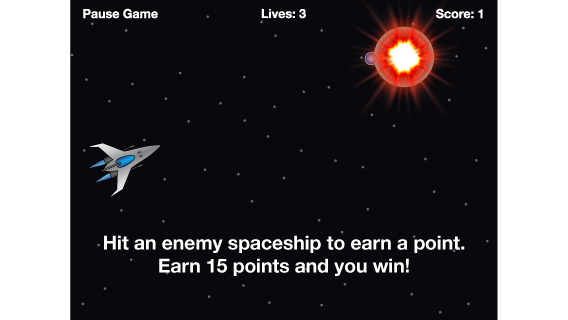 Pause Game
Lives: 3
Score: 1
Hit an enemy spaceship to earn a point.
Earn 15 points and you win!